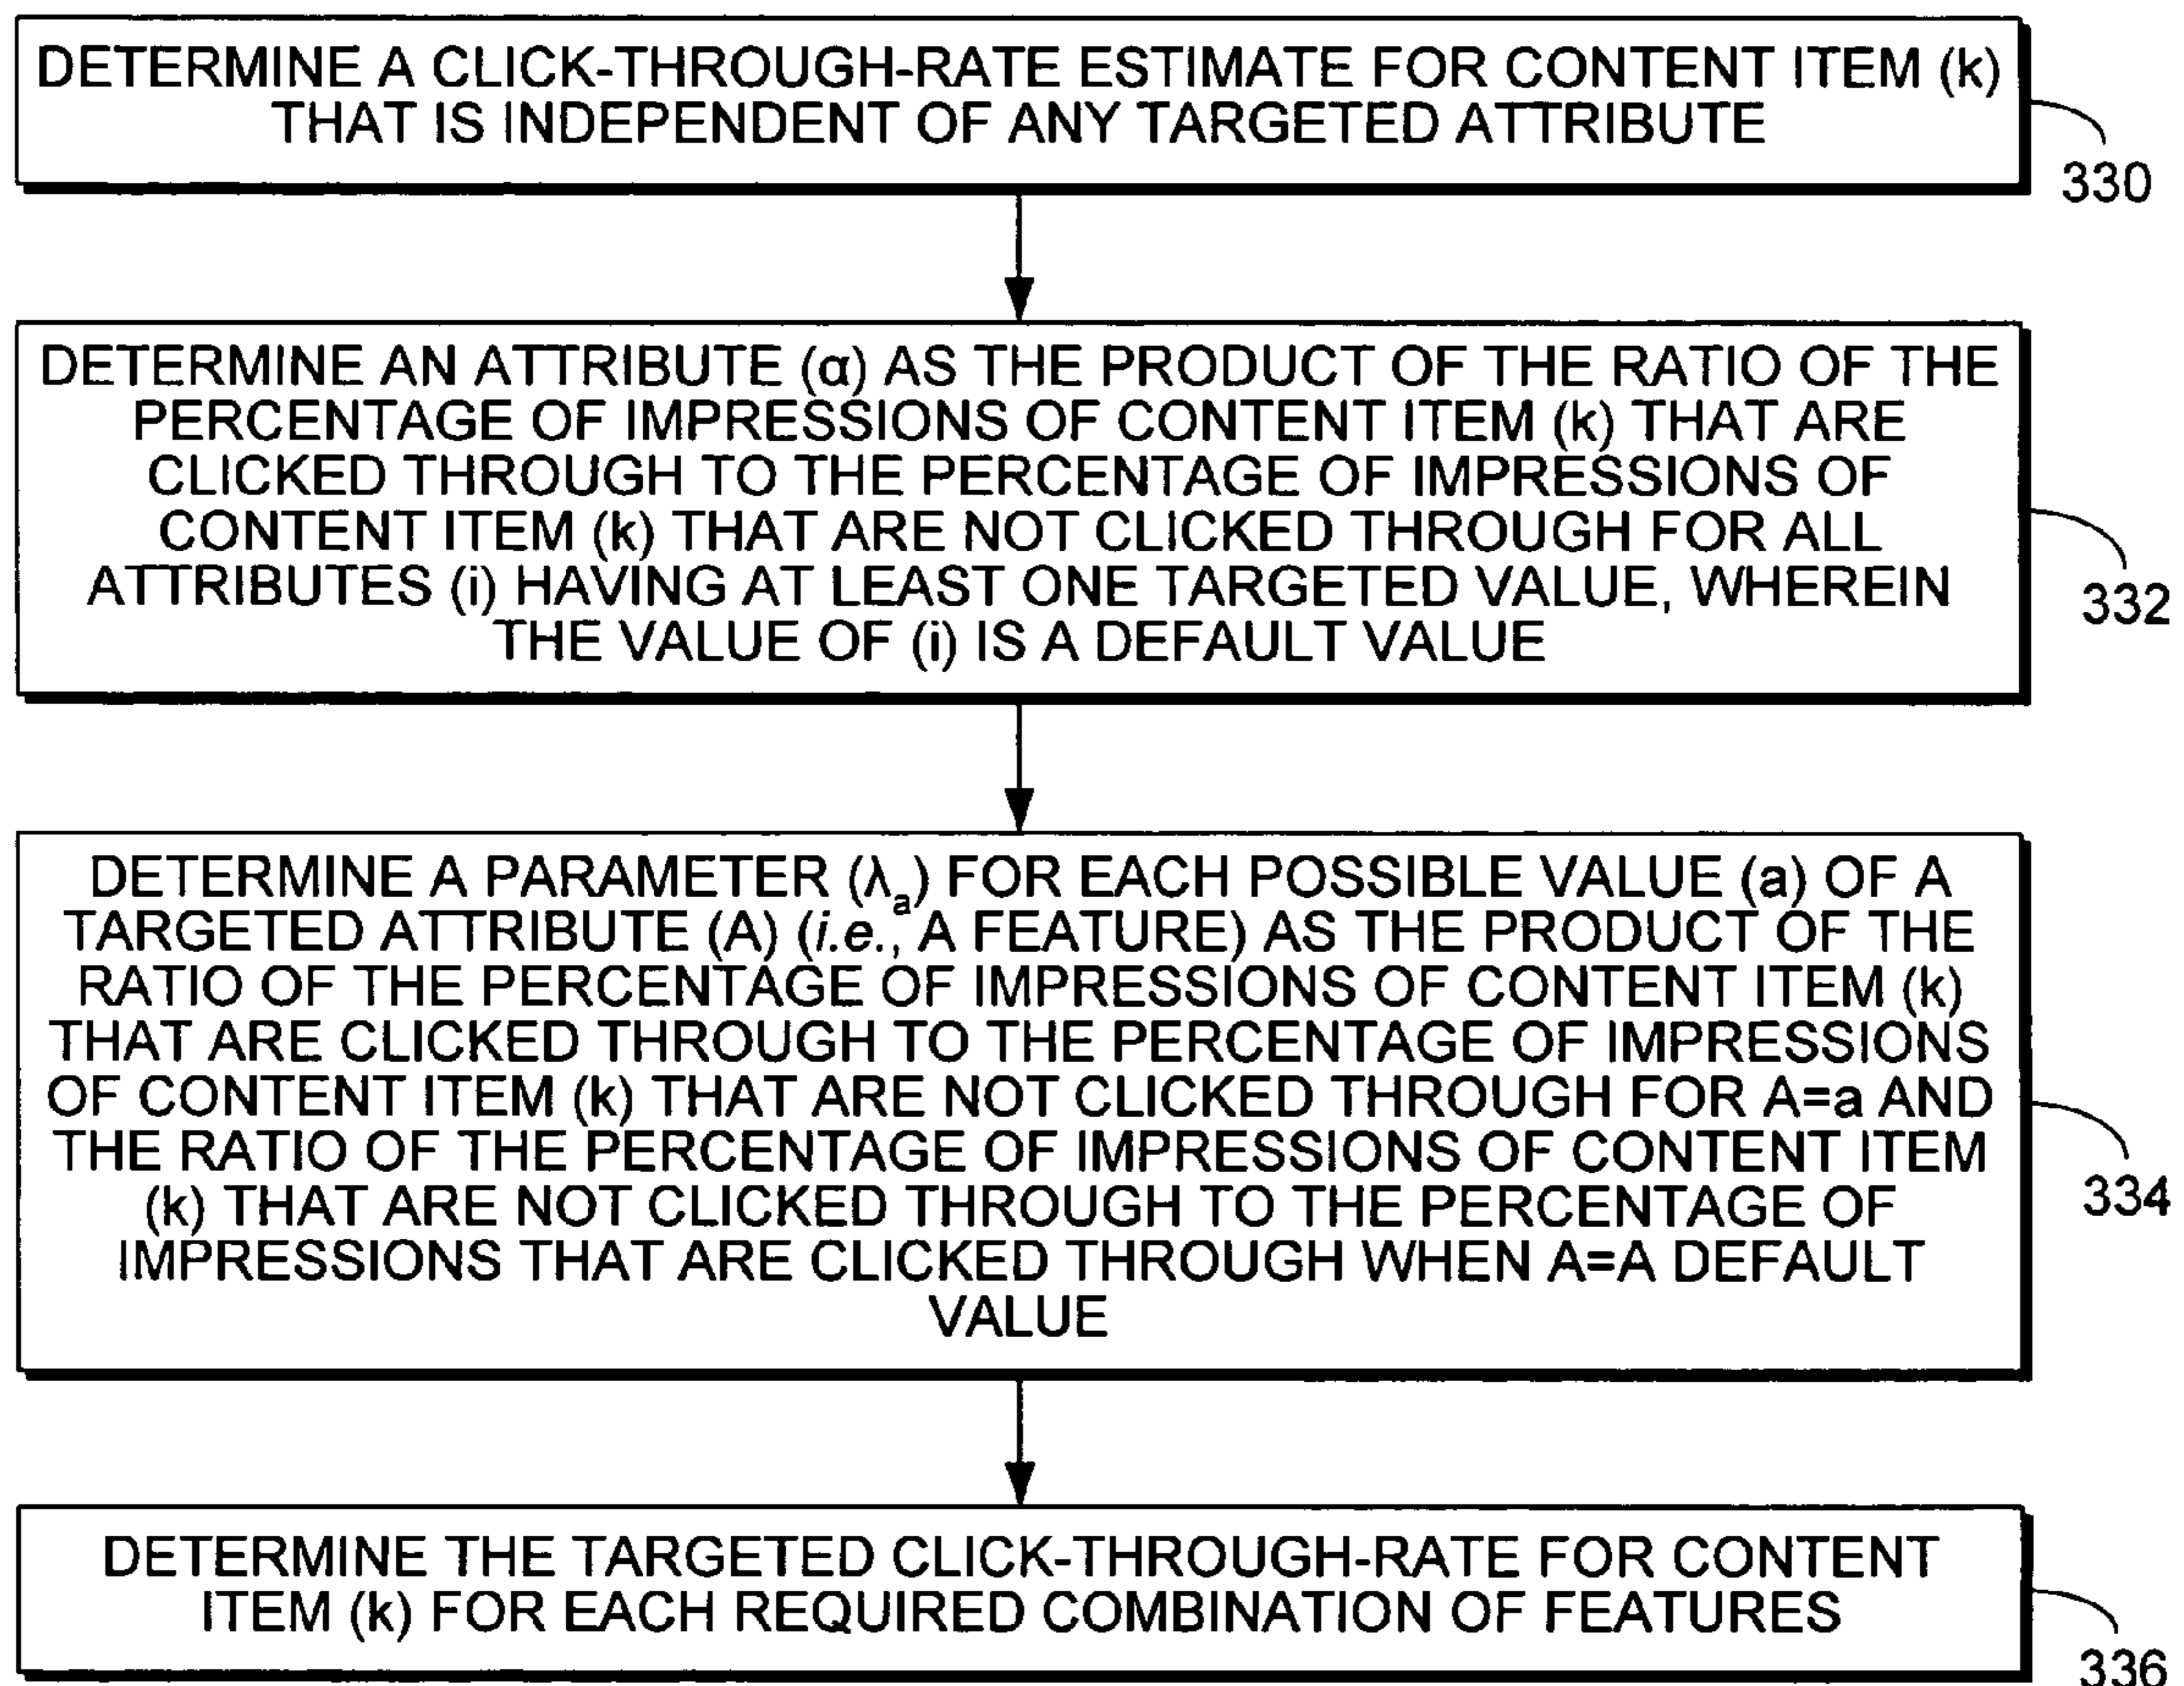 DETERMINE A CLICK-THROUGH-RATE ESTIMATE FOR CONTENT ITEM (k)
THAT IS INDEPENDENT OF ANY TARGETED ATTRIBUTE
330
DETERMINE AN ATTRIBUTE (α) AS THE PRODUCT OF THE RATIO OF THE
PERCENTAGE OF IMPRESSIONS OF CONTENT ITEM (k) THAT ARE
CLICKED THROUGH TO THE PERCENTAGE OF IMPRESSIONS OF
CONTENT ITEM (k) THAT ARE NOT CLICKED THROUGH FOR ALL
ATTRIBUTES (i) HAVING AT LEAST ONE TARGETED VALUE, WHEREIN
THE VALUE OF (i) IS A DEFAULT VALUE
332
DETERMINE A PARAMETER (λa) FOR EACH POSSIBLE VALUE (a) OF A
TARGETED ATTRIBUTE (A) (i.e., A FEATURE) AS THE PRODUCT OF THE
RATIO OF THE PERCENTAGE OF IMPRESSIONS OF CONTENT ITEM (k)
THAT ARE CLICKED THROUGH TO THE PERCENTAGE OF IMPRESSIONS
OF CONTENT ITEM (k) THAT ARE NOT CLICKED THROUGH FOR A=a AND
THE RATIO OF THE PERCENTAGE OF IMPRESSIONS OF CONTENT ITEM
(k) THAT ARE NOT CLICKED THROUGH TO THE PERCENTAGE OF
IMPRESSIONS THAT ARE CLICKED THROUGH WHEN A=A DEFAULT
VALUE
334
DETERMINE THE TARGETED CLICK-THROUGH-RATE FOR CONTENT
ITEM (k) FOR EACH REQUIRED COMBINATION OF FEATURES
336